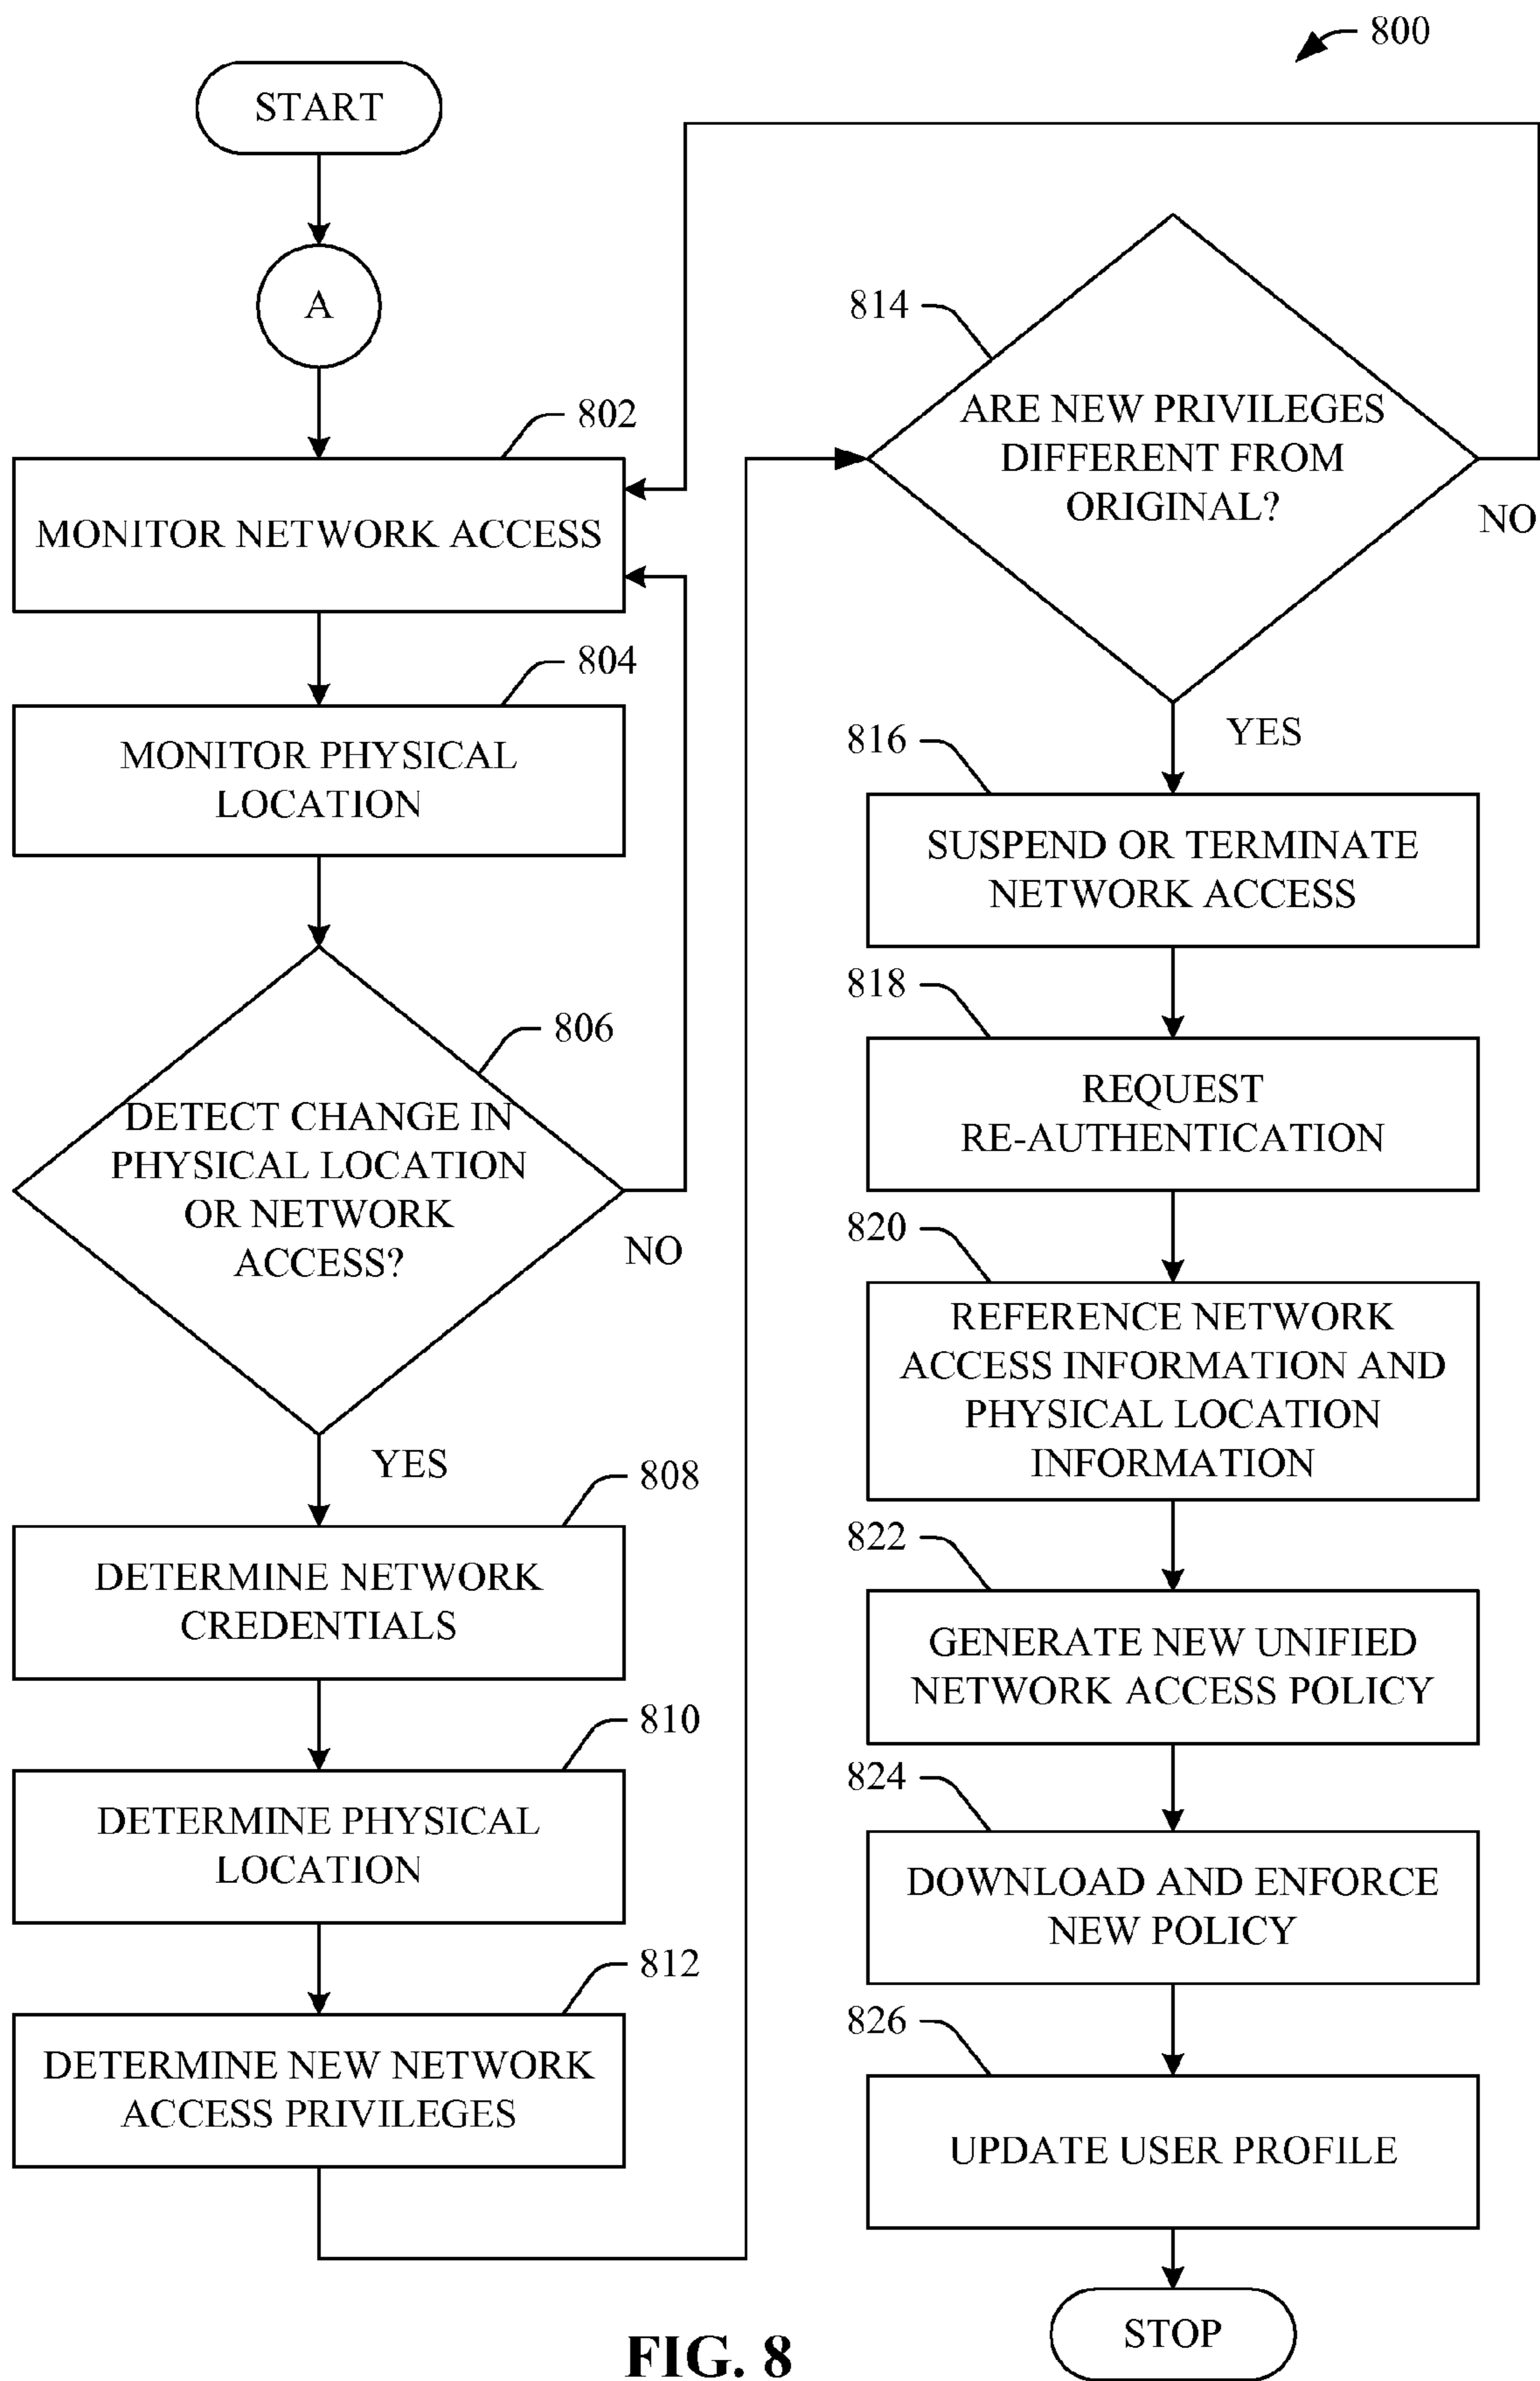 800
START
A
802
MONITOR NETWORK ACCESS
804
MONITOR PHYSICAL
LOCATION
806
DETECT CHANGE IN
PHYSICAL LOCATION
OR NETWORK
ACCESS?
NO
YES
808
DETERMINE NETWORK
CREDENTIALS
810
DETERMINE PHYSICAL
LOCATION
812
DETERMINE NEW NETWORK
ACCESS PRIVILEGES
814
ARE NEW PRIVILEGES
DIFFERENT FROM
ORIGINAL?
NO
YES
816
SUSPEND OR TERMINATE
NETWORK ACCESS
818
REQUEST
RE-AUTHENTICATION
820
REFERENCE NETWORK
ACCESS INFORMATION AND
PHYSICAL LOCATION
INFORMATION
822
GENERATE NEW UNIFIED
NETWORK ACCESS POLICY
824
DOWNLOAD AND ENFORCE
NEW POLICY
826
UPDATE USER PROFILE
STOP
FIG. 8